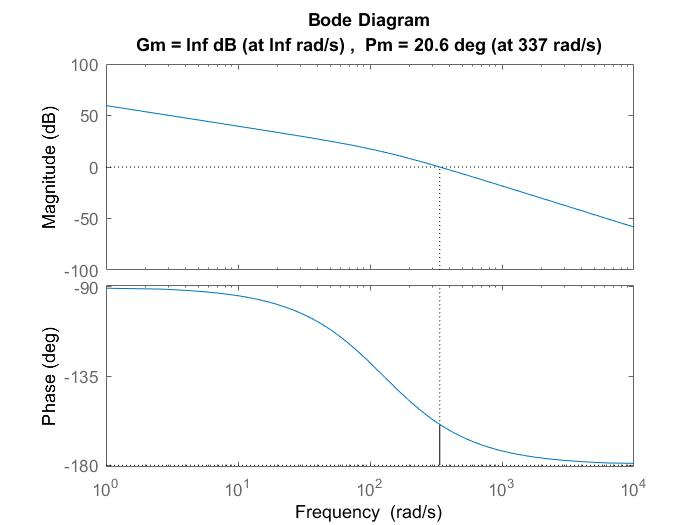 Bode Diagram
Gm = Inf dB (at Inf rad/s) ,  Pm = 20.6 deg (at 337 rad/s)
Magnitude (dB)
100
50
0
-50
-100
Phase (deg)
-90
-135
-180
10^0 10^1 10^2 10^3 10^4
Frequency  (rad/s)